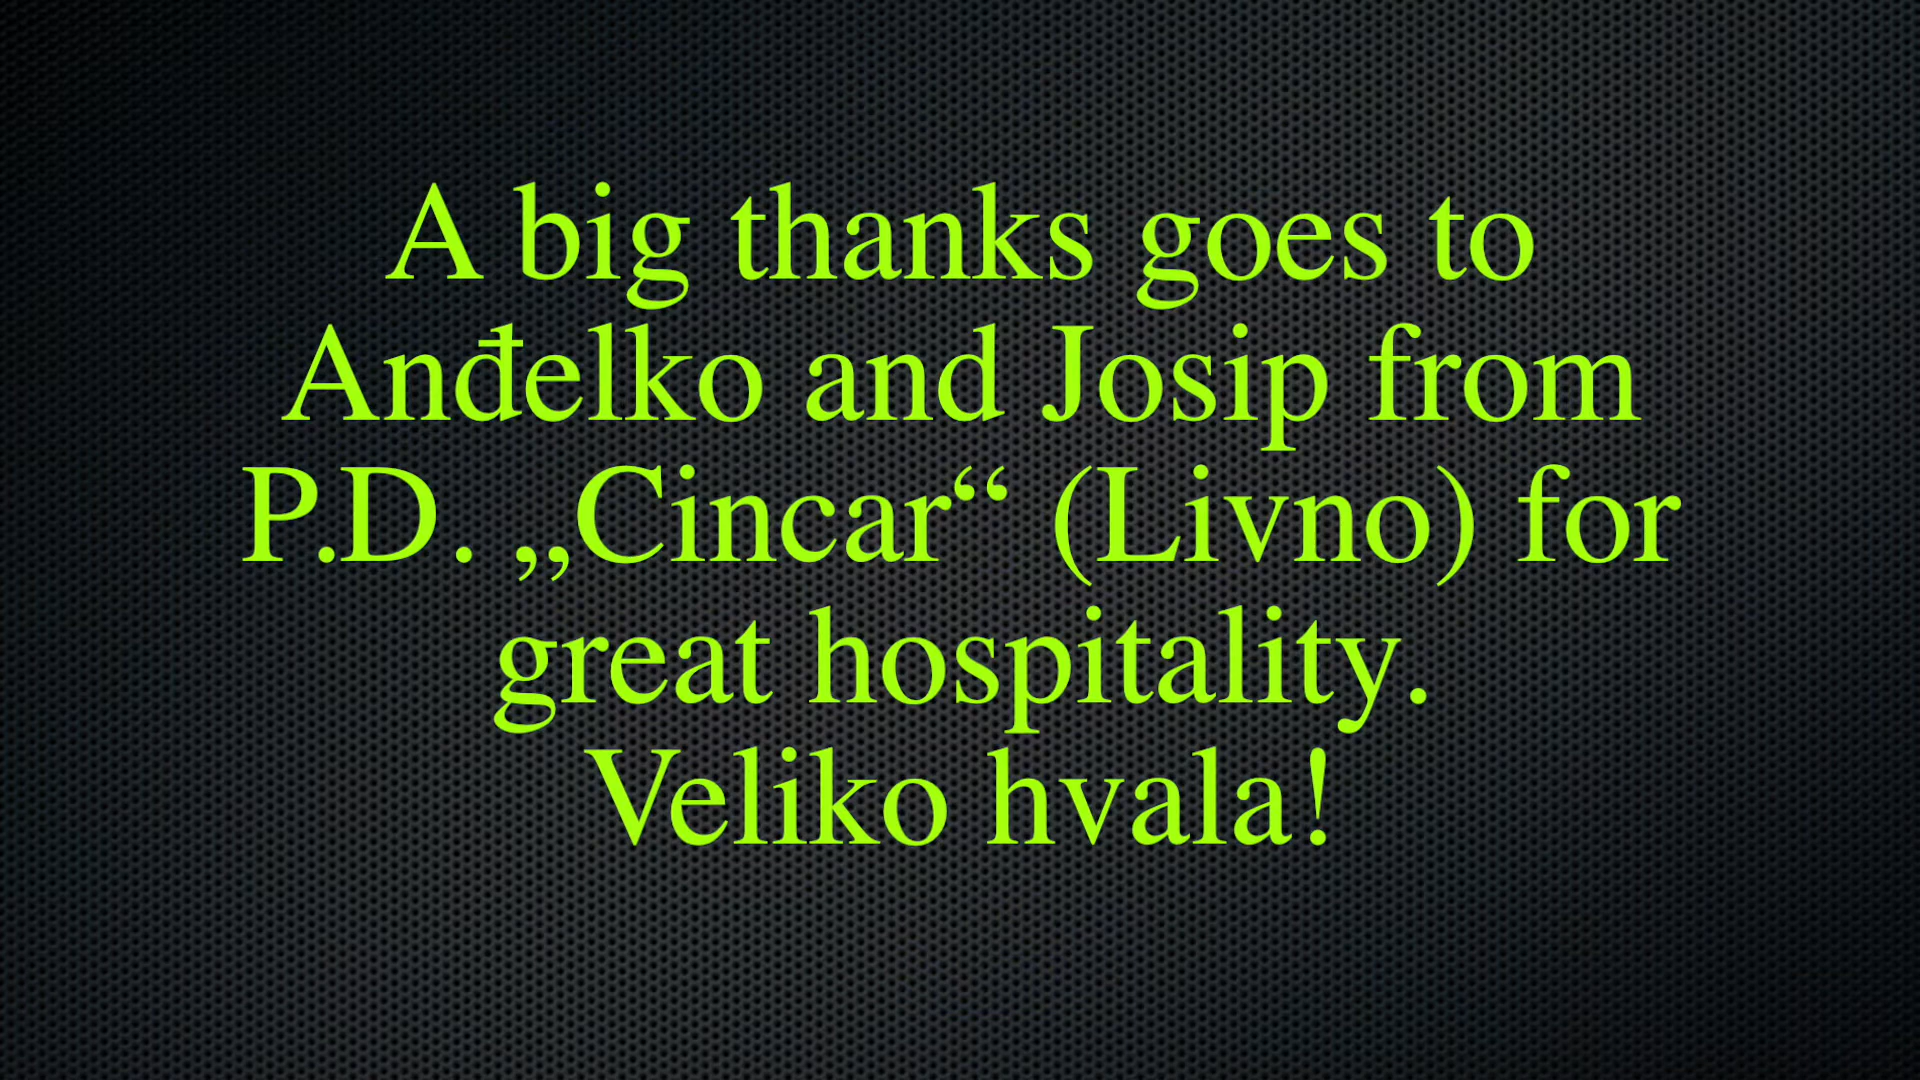 A big thanks goes to
Anđelko and Josip from
P.D. „Cincar“ (Livno) for
great hospitality.
Veliko hvala!